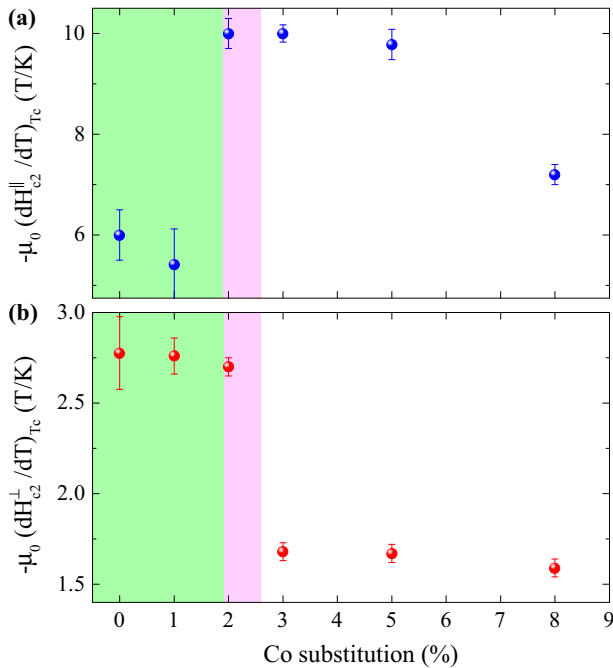 (a)
10
8
6
-μ₀ (dH∥c2 /dT)Tc (T/K)
(b)
3.0
2.5
2.0
1.5
-μ₀ (dH⊥c2 /dT)Tc (T/K)
0 1 2 3 4 5 6 7 8 9
Co substitution (%)